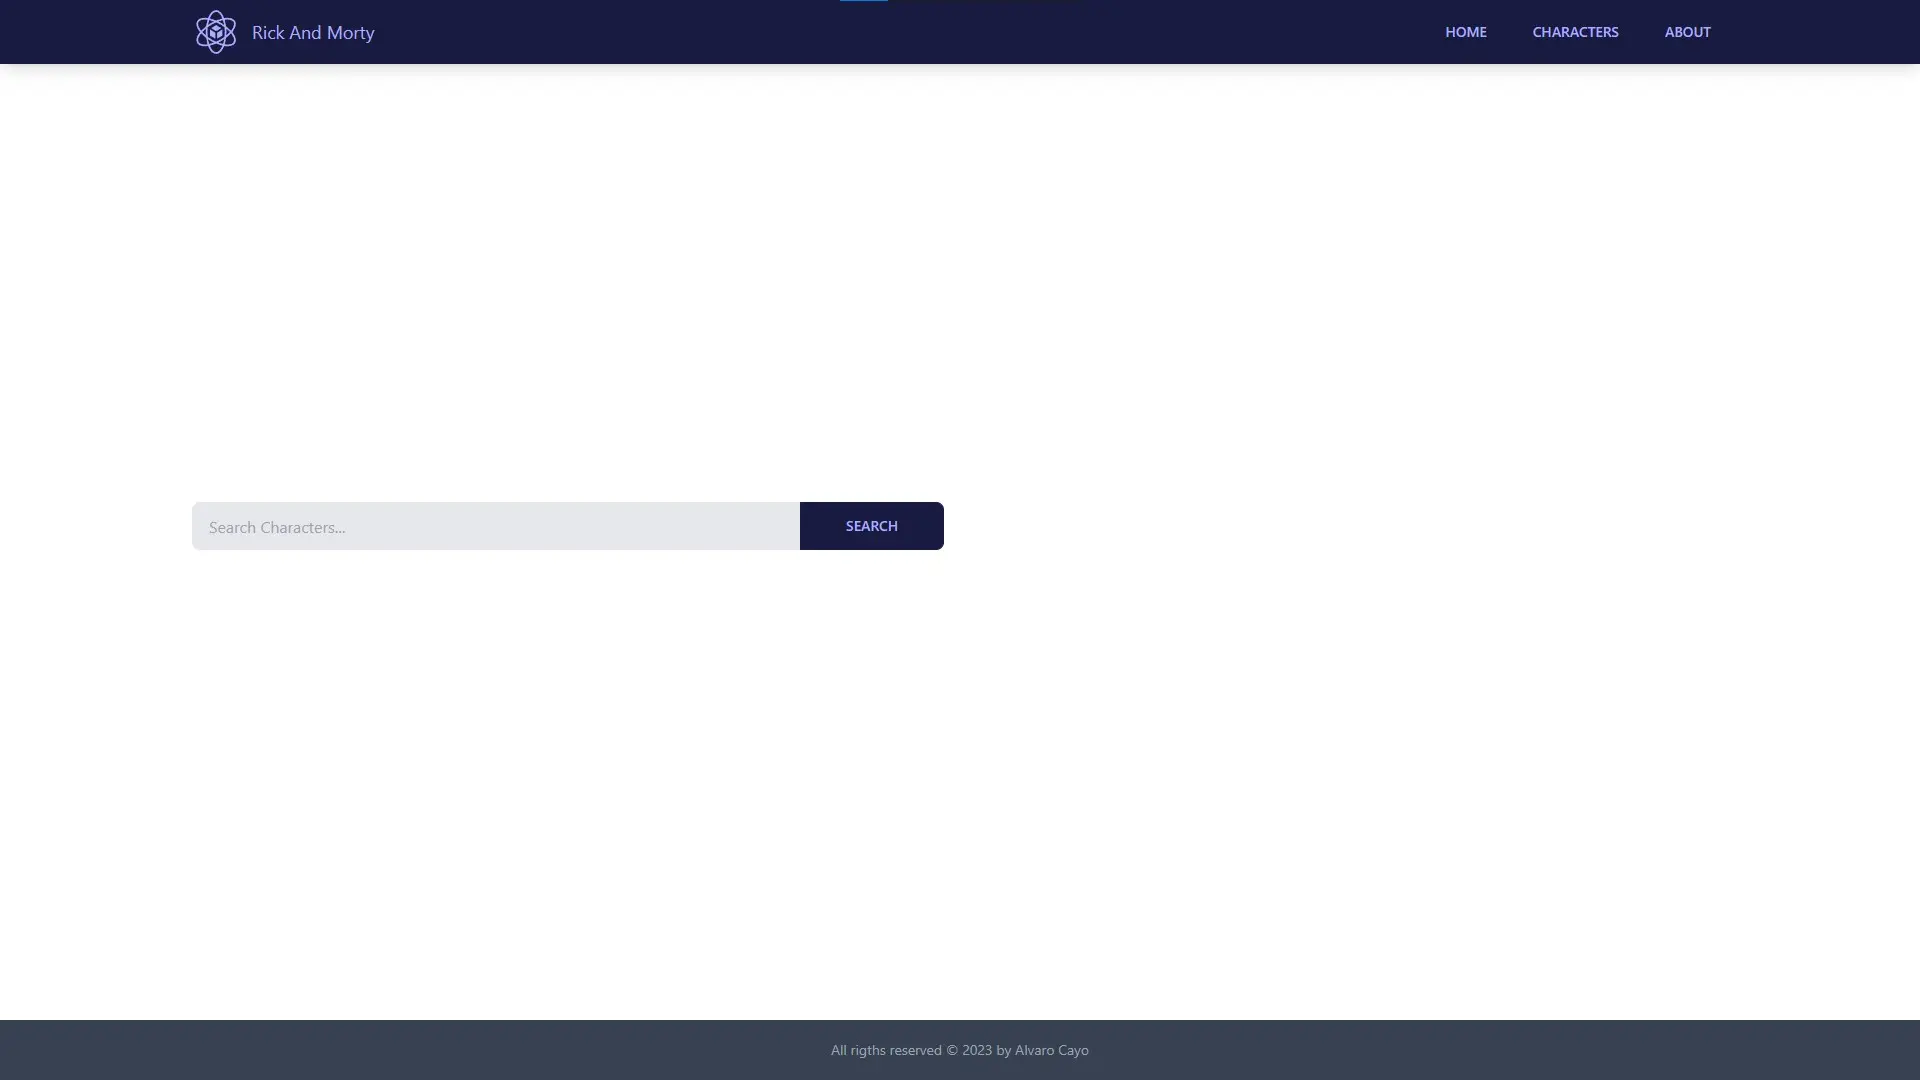 Rick And Morty
HOME
CHARACTERS
ABOUT
Search Characters...
SEARCH
All rigths reserved © 2023 by Alvaro Cayo